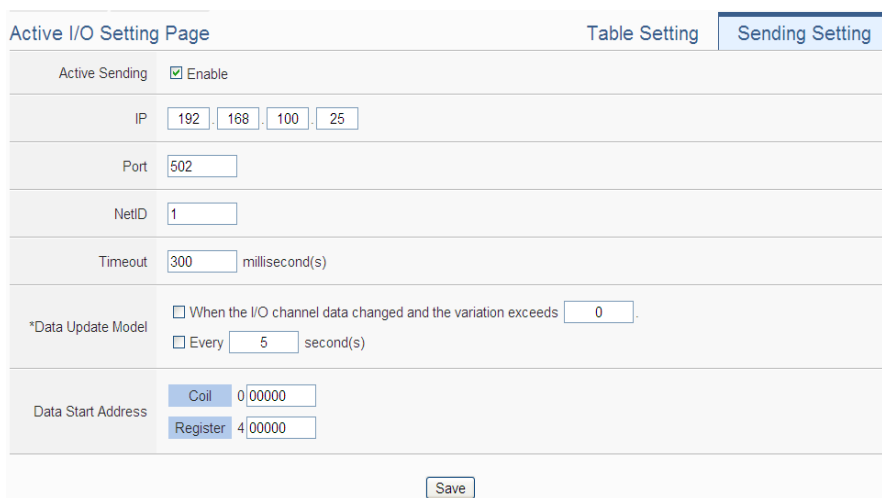 Active I/O Setting Page Table Setting Sending Setting
Active Sending Enable
IP 192 . 168 . 100 . 25
Port 502
NetID 1
Timeout 300 millisecond(s)
*Data Update Model
When the I/O channel data changed and the variation exceeds 0 .
Every 5 second(s)
Data Start Address
Coil 0 00000
Register 4 00000
Save